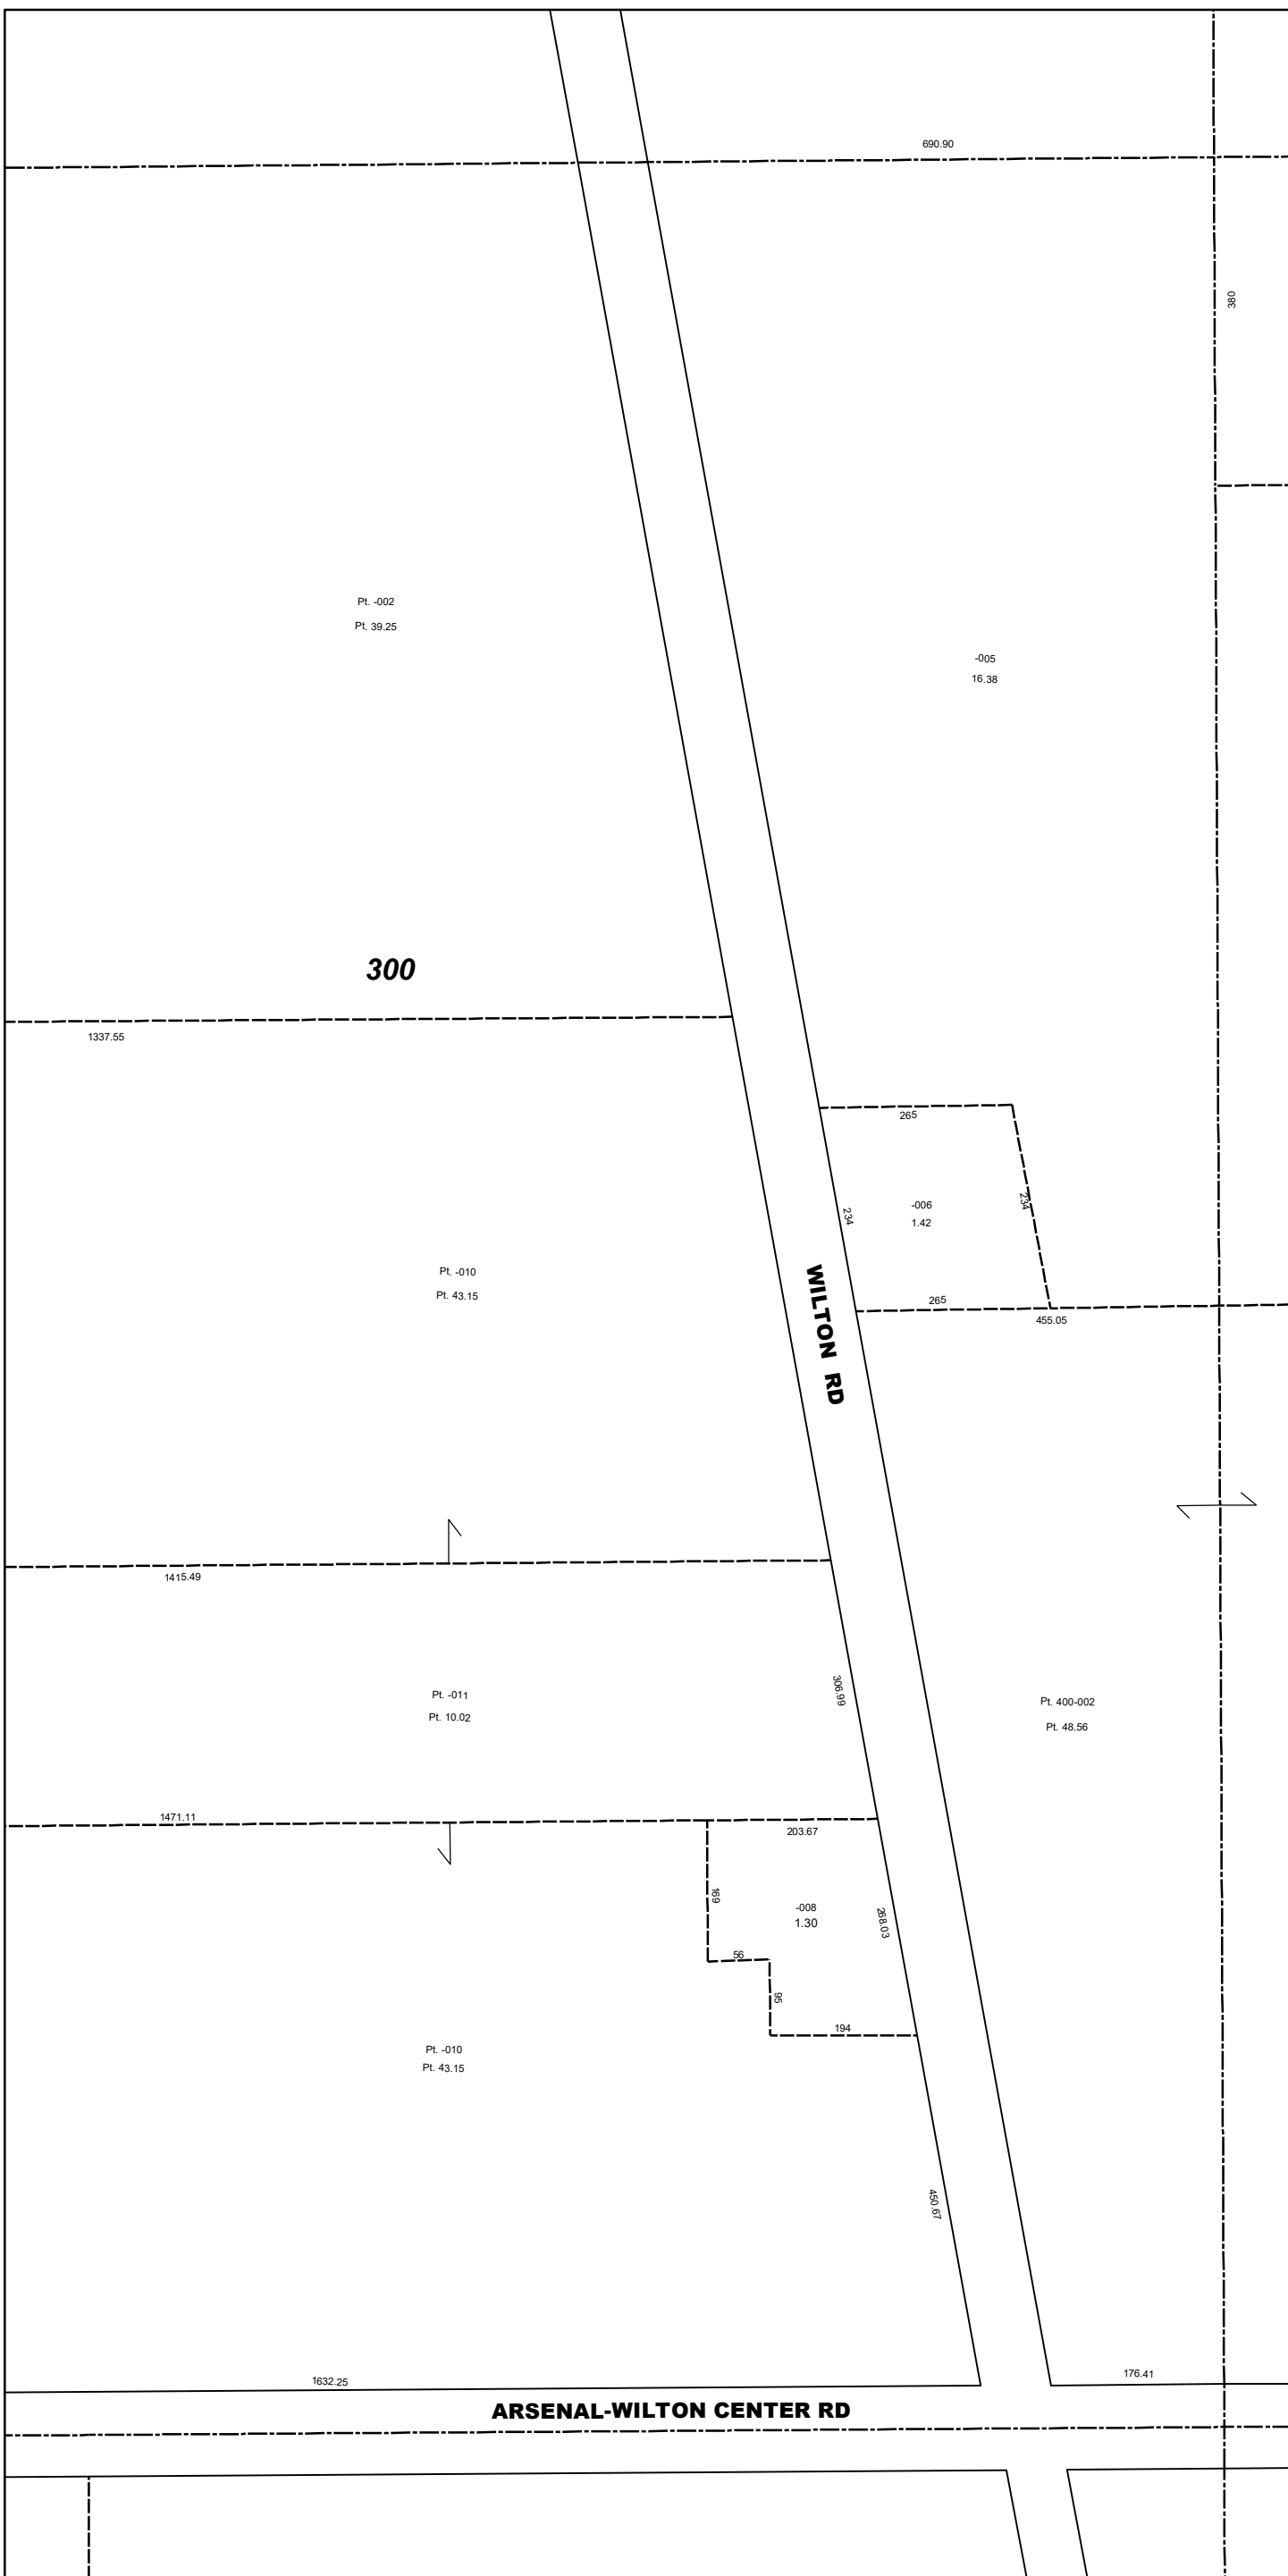 690.90
380
Pt. -002
Pt. 39.25
-005
16.38
300
1337.55
265
-006
1.42
234
234
265
455.05
WILTON RD
Pt. -010
Pt. 43.15
1415.49
306.99
Pt. -011
Pt. 10.02
Pt. 400-002
Pt. 48.56
1471.11
203.67
169
-008
1.30
268.03
56
95
194
Pt. -010
Pt. 43.15
450.67
1632.25
176.41
ARSENAL-WILTON CENTER RD